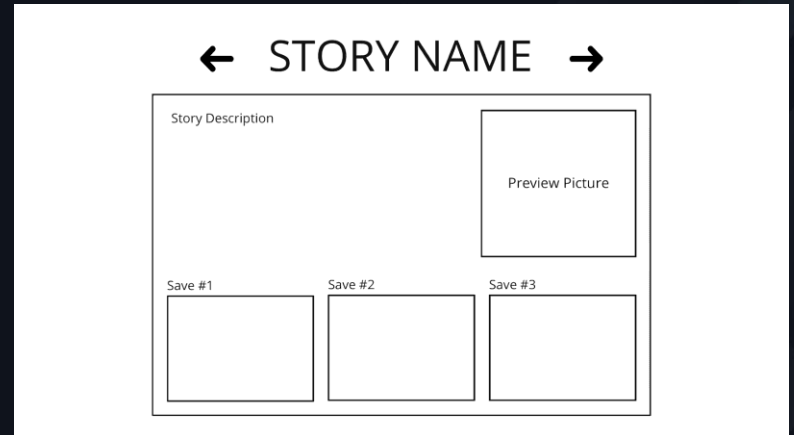 STORY NAME
Story Description
Preview Picture
Save #1
Save #2
Save #3